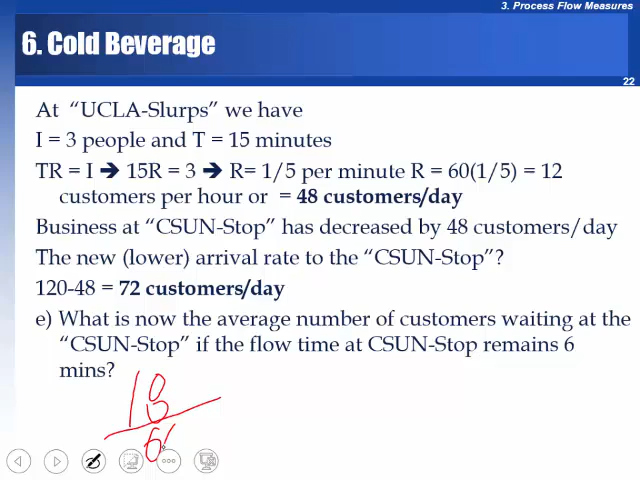 3. Process Flow Measures
6. Cold Beverage
22
At “UCLA-Slurps” we have
I = 3 people and T = 15 minutes
TR = I ➔ 15R = 3 ➔ R= 1/5 per minute R = 60(1/5) = 12
customers per hour or = 48 customers/day
Business at “CSUN-Stop” has decreased by 48 customers/day
The new (lower) arrival rate to the “CSUN-Stop”?
120-48 = 72 customers/day
e) What is now the average number of customers waiting at the
“CSUN-Stop” if the flow time at CSUN-Stop remains 6
mins?